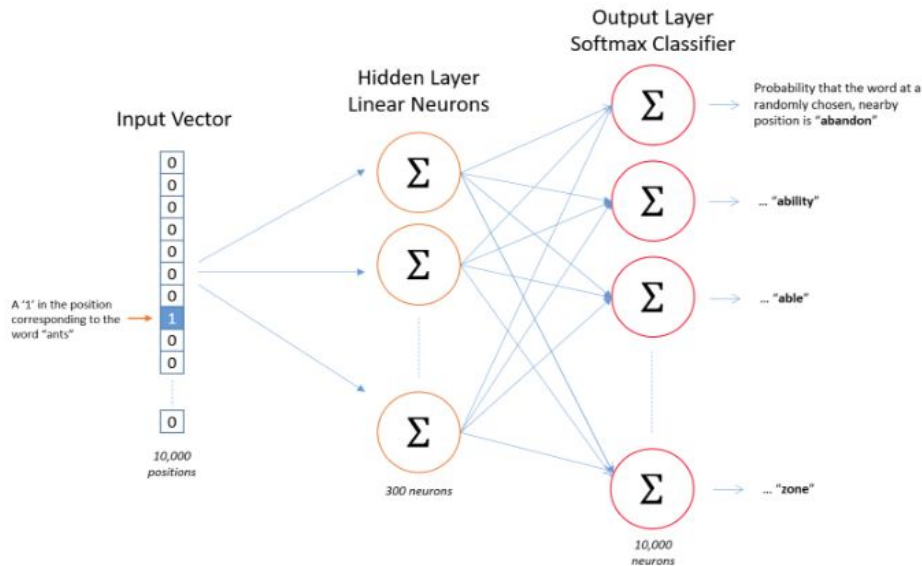 Output Layer
Softmax Classifier
Hidden Layer
Linear Neurons
Input Vector
0
0
0
0
0
0
0
1
0
0
0
A ‘1’ in the position
corresponding to the
word “ants”
10,000
positions
Σ
Σ
Σ
300 neurons
Σ
Σ
Σ
Σ
10,000
neurons
Probability that the word at a
randomly chosen, nearby
position is “abandon”
... “ability”
... “able”
... “zone”